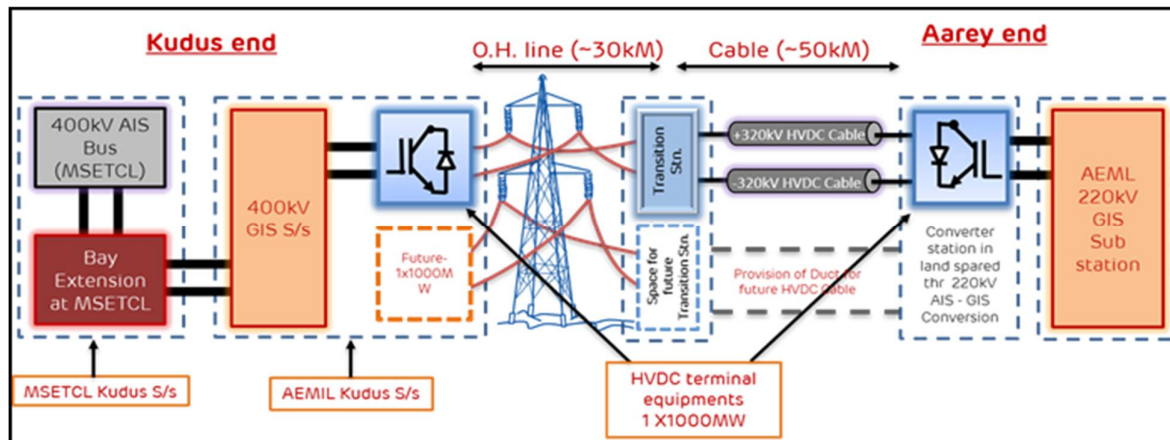 Kudus end
O.H. line (~30kM)
Cable (~50kM)
Aarey end
400kV AIS
Bus
(MSETCL)
Bay
Extension
at MSETCL
400kV
GIS S/s
Future-
1x1000M
W
Transition
Stn.
Space for
future
Transition Stn.
+320kV HVDC Cable
-320kV HVDC Cable
Provision of Duct for
future HVDC Cable
Converter
station in
land spared
thr 220kV
AIS - GIS
Conversion
AEML
220kV
GIS
Sub
station
MSETCL Kudus S/s
AEMIL Kudus S/s
HVDC terminal
equipments
1 X1000MW